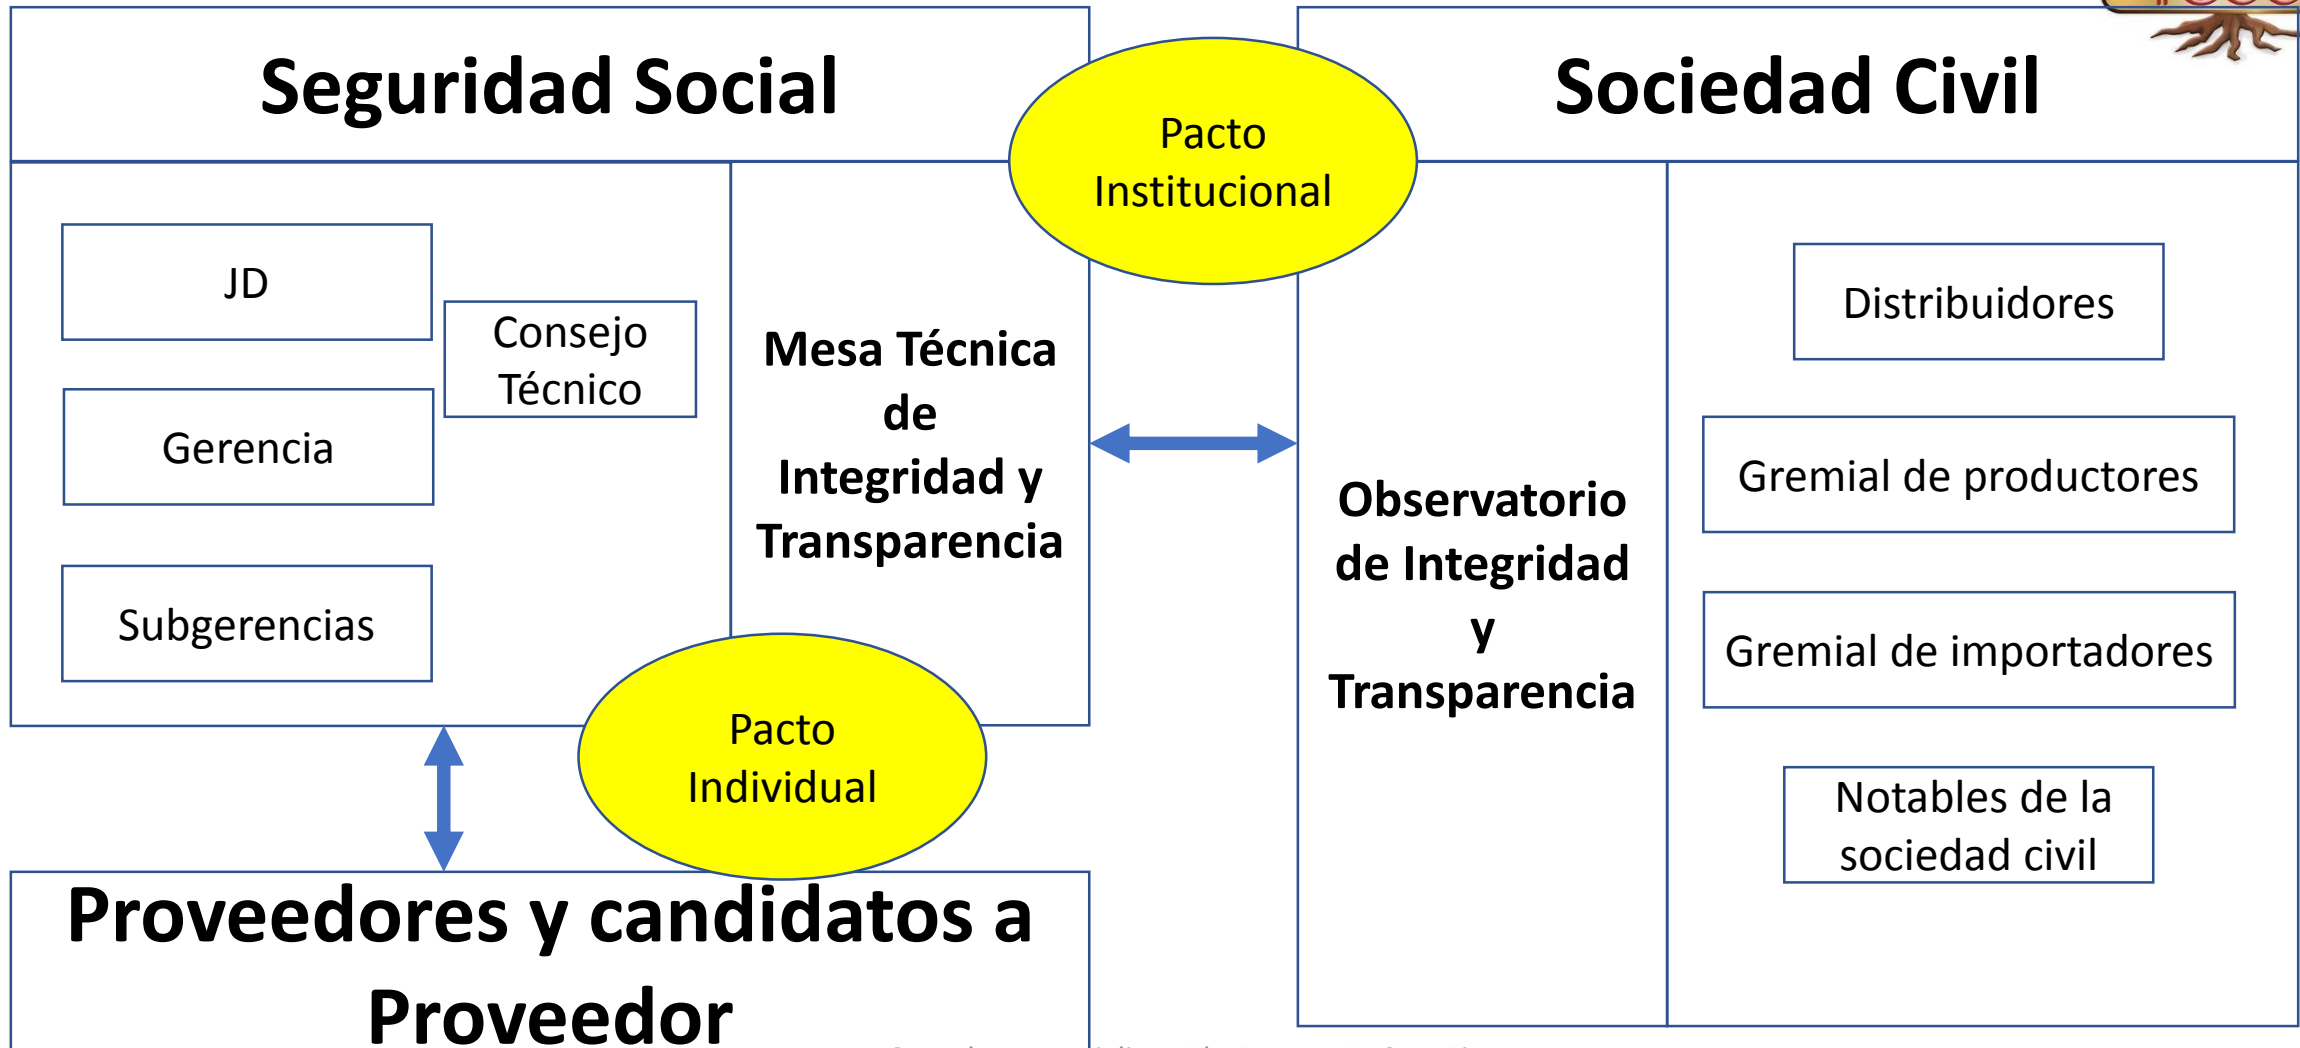 Seguridad Social
Pacto
Institucional
Sociedad Civil
JD
Consejo
Técnico
Gerencia
Subgerencias
Mesa Técnica
de
Integridad y
Transparencia
Observatorio
de Integridad
y
Transparencia
Distribuidores
Gremial de productores
Gremial de importadores
Notables de la
sociedad civil
Pacto
Individual
Proveedores y candidatos a
Proveedor